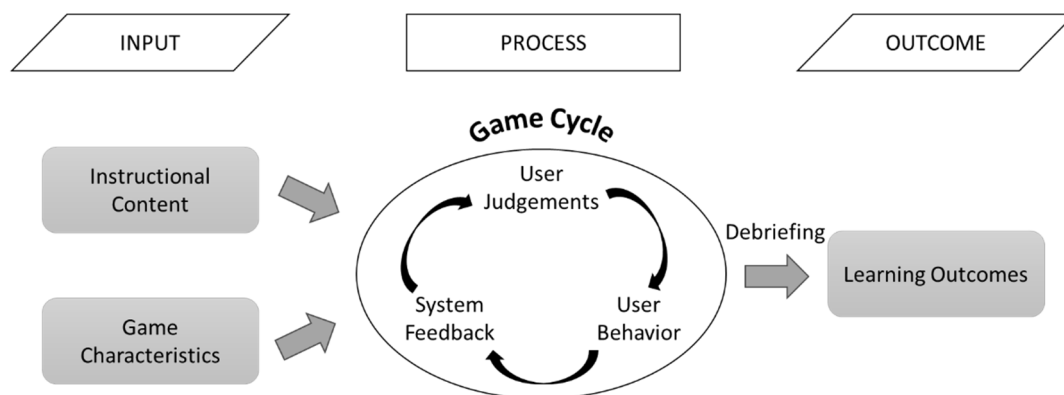 INPUT
PROCESS
OUTCOME
Game Cycle
Instructional
Content
Game
Characteristics
User
Judgements
System
Feedback
User
Behavior
Debriefing
Learning Outcomes